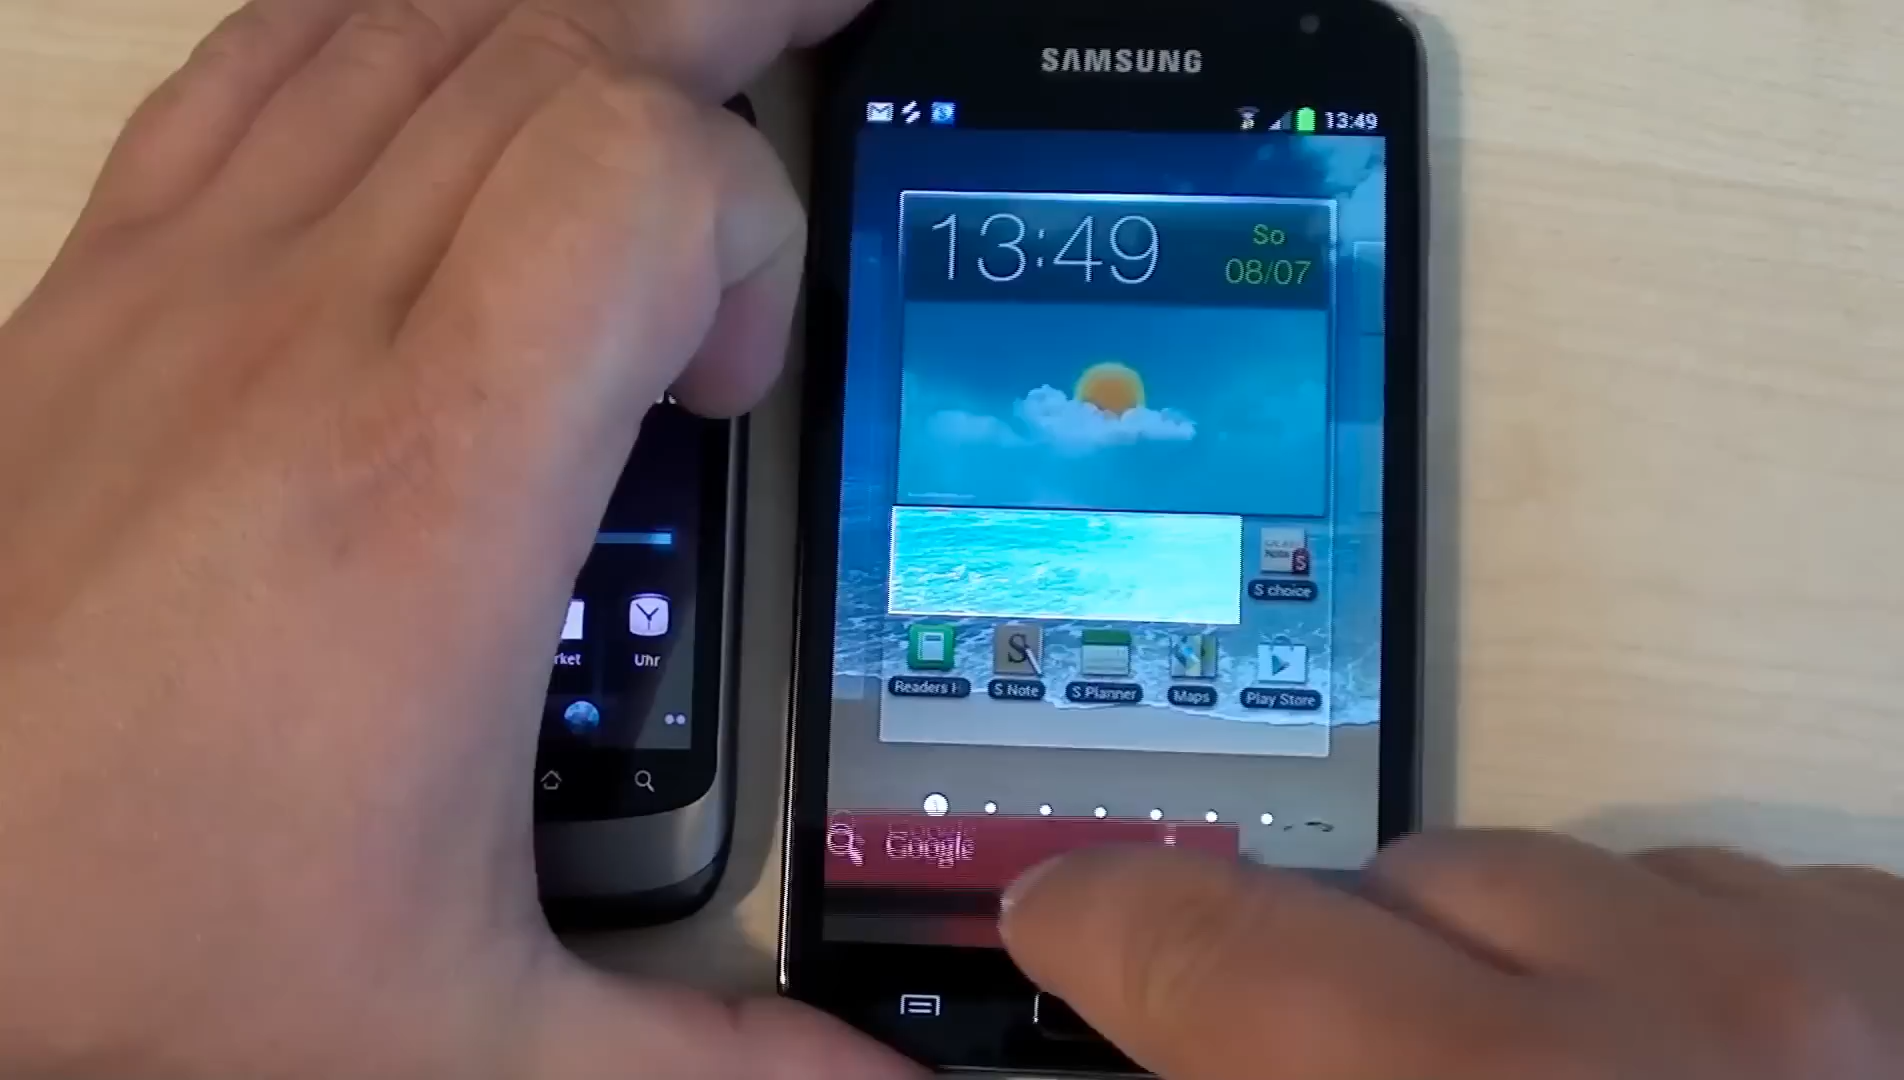 SAMSUNG
13:49
13:49
So
08/07
S choice
Readers H
S Note
S Planner
Maps
Play Store
Google
rket
Uhr